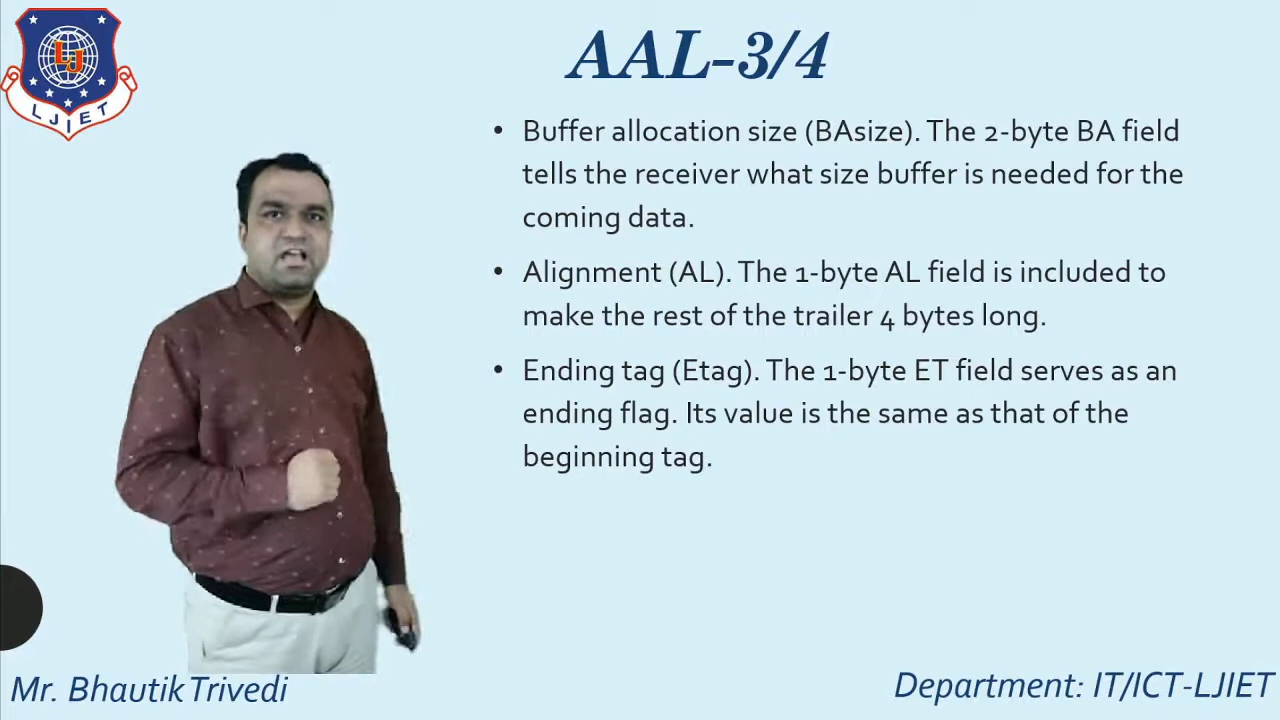 LJ
LJIET
AAL-3/4
• Buffer allocation size (BAsize). The 2-byte BA field
tells the receiver what size buffer is needed for the
coming data.
• Alignment (AL). The 1-byte AL field is included to
make the rest of the trailer 4 bytes long.
• Ending tag (Etag). The 1-byte ET field serves as an
ending flag. Its value is the same as that of the
beginning tag.
Mr. Bhautik Trivedi
Department: IT/ICT-LJIET